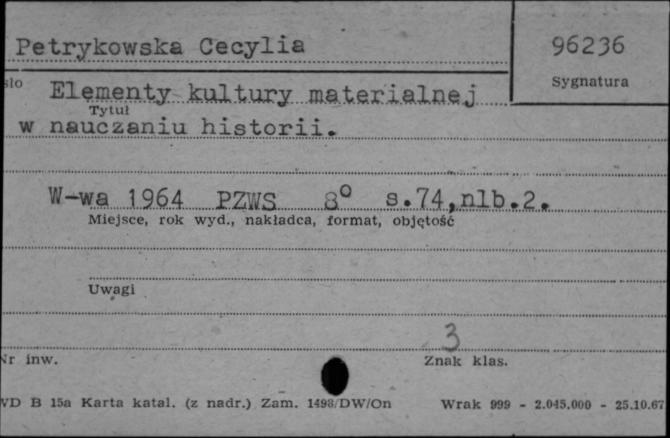 Petrykowska Cecylia
96236
Sygnatura
sło Elementy kultury materialnej
Tytuł
w nauczaniu historii.
W-wa 1964 PZWS 8° s.74,nlb.2.
Miejsce, rok wyd., nakładca, format, objętość
Uwagi
3
Nr inw.
Znak klas.
VD B 15a Karta katal. (z nadr.) Zam. 1498/DW/On
Wrak 999 - 2.045.000 - 25.10.67